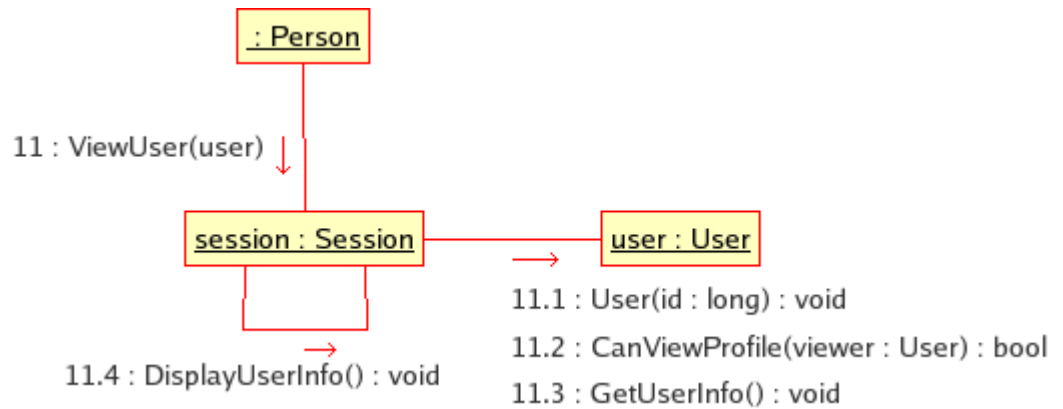 : Person
11 : ViewUser(user)
session : Session
user : User
11.1 : User(id : long) : void
11.2 : CanViewProfile(viewer : User) : bool
11.4 : DisplayUserInfo() : void
11.3 : GetUserInfo() : void